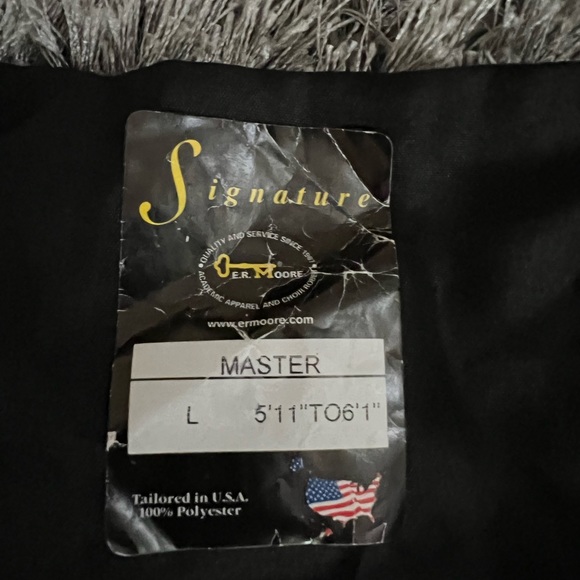 Signature
QUALITY AND SERVICE SINCE 1907
E.R. MOORE
ACADEMIC APPAREL AND CHOIR ROBES
www.ermoore.com
MASTER
L 5'11"TO6'1"
Tailored in U.S.A.
100% Polyester